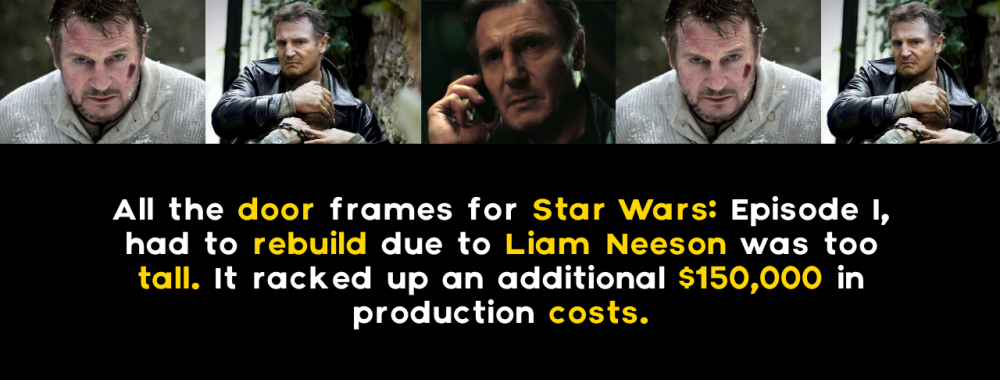 All the door frames for Star Wars: Episode I,
had to rebuild due to Liam Neeson was too
tall. It racked up an additional $150,000 in
production costs.